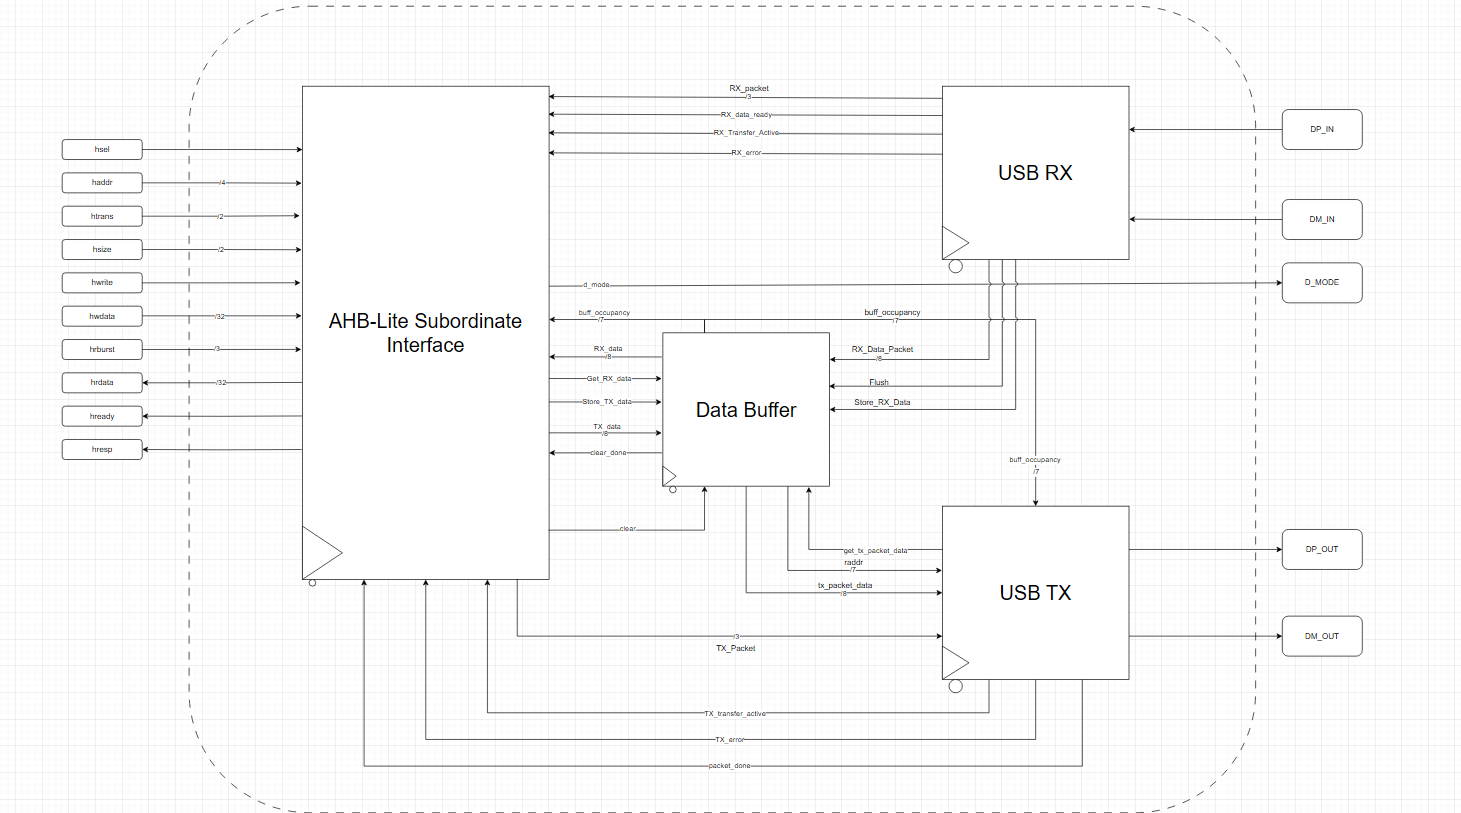 RX_packet
/3
RX_data_ready
RX_Transfer_Active
RX_error
USB RX
DP_IN
DM_IN
D_MODE
hsel
haddr
/4
htrans
/2
hsize
/2
hwrite
hwdata
/32
hrburst
/3
hrdata
/32
hready
hresp
AHB-Lite Subordinate
Interface
d_mode
buff_occupancy
/7
buff_occupancy
/7
RX_data
/8
Get_RX_data
Store_TX_data
TX_data
/8
clear_done
clear
Data Buffer
RX_Data_Packet
/8
Flush
Store_RX_Data
buff_occupancy
/7
get_tx_packet_data
raddr
/7
tx_packet_data
/8
USB TX
DP_OUT
DM_OUT
/3
TX_Packet
TX_transfer_active
TX_error
packet_done